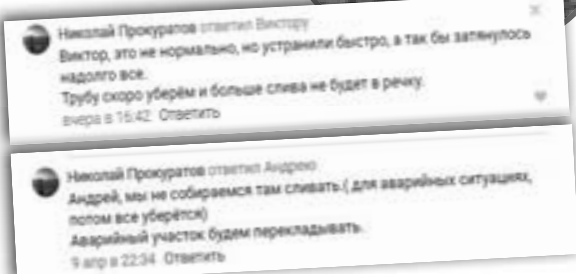 Николай Прокуратов ответил Виктору
Виктор, это не нормально, но устранили быстро, а так бы затянулось
надолго все.
Трубу скоро уберём и больше слива не будет в речку.
вчера в 16:42 Ответить
Николай Прокуратов ответил Андрею
Андрей, мы не собираемся там сливать.( для аварийных ситуациях,
потом все уберётся)
Аварийный участок будем перекладывать.
9 апр в 22:34 Ответить